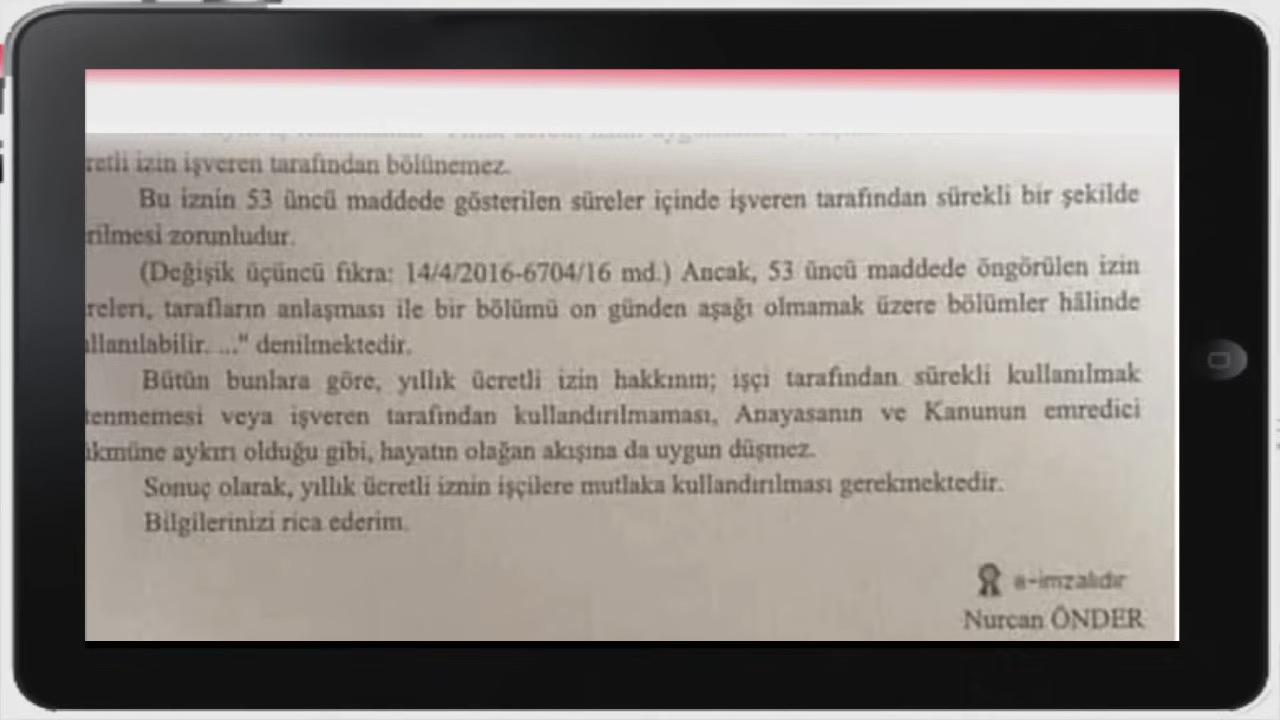 retli izin işveren tarafından bölünemez.
Bu iznin 53 üncü maddede gösterilen süreler içinde işveren tarafından sürekli bir şekilde
rilmesi zorunludur.
(Değişik üçüncü fıkra: 14/4/2016-6704/16 md.) Ancak, 53 üncü maddede öngörülen izin
releri, tarafların anlaşması ile bir bölümü on günden aşağı olmamak üzere bölümler hâlinde
llanılabilir. ..." denilmektedir.
Bütün bunlara göre, yıllık ücretli izin hakkının; işçi tarafından sürekli kullanılmak
tenmemesi veya işveren tarafından kullandırılmaması, Anayasanın ve Kanunun emredici
ükmüne aykırı olduğu gibi, hayatın olağan akışına da uygun düşmez.
Sonuç olarak, yıllık ücretli iznin işçilere mutlaka kullandırılması gerekmektedir.
Bilgilerinizi rica ederim.
e-imzalıdır
Nurcan ÖNDER